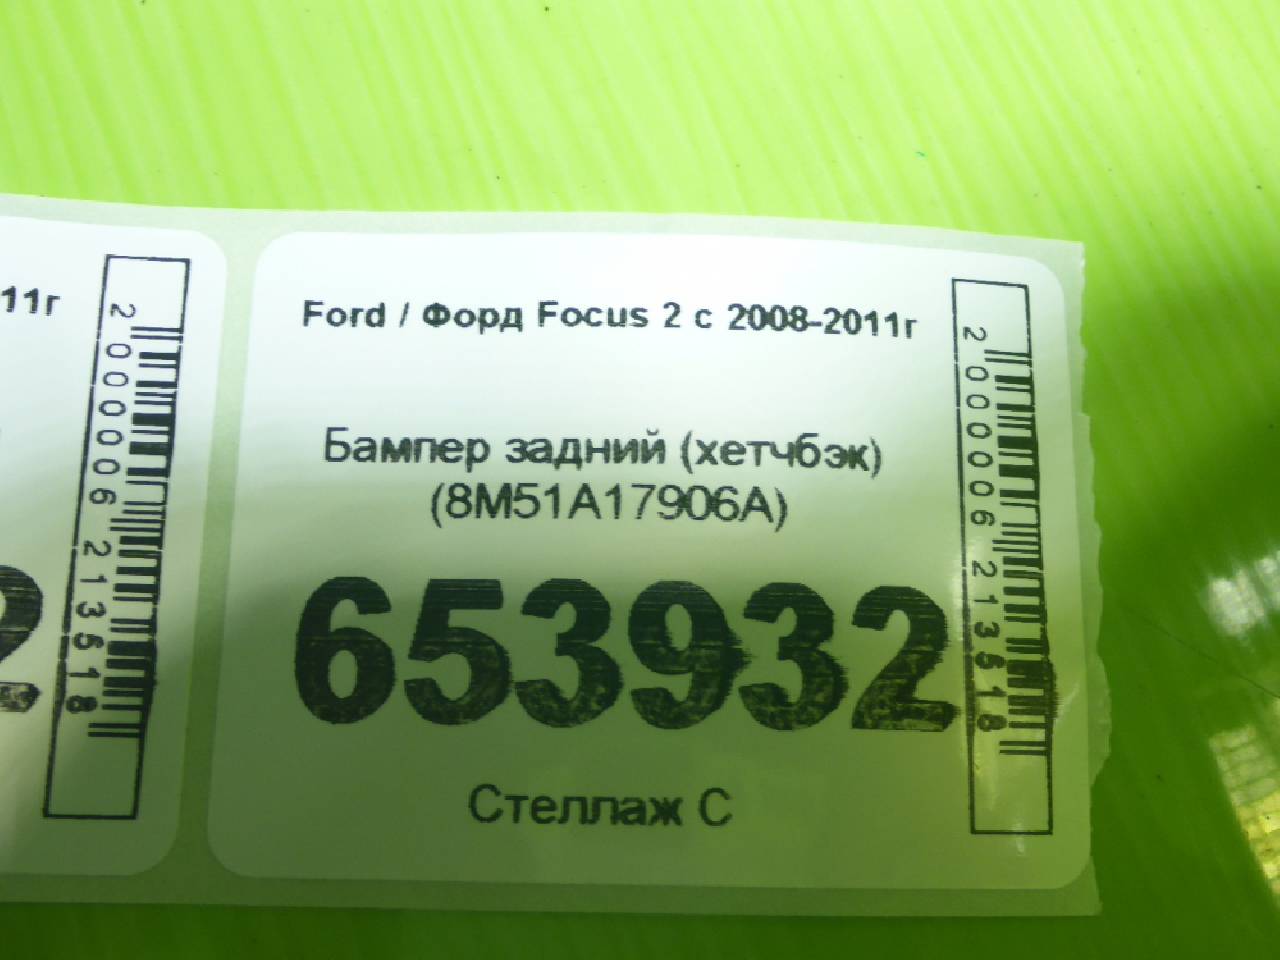 11г
2000006213518
Ford / Форд Focus 2 с 2008-2011г
Бампер задний (хетчбэк)
(8M51A17906A)
653932
Стеллаж С
2000006213518